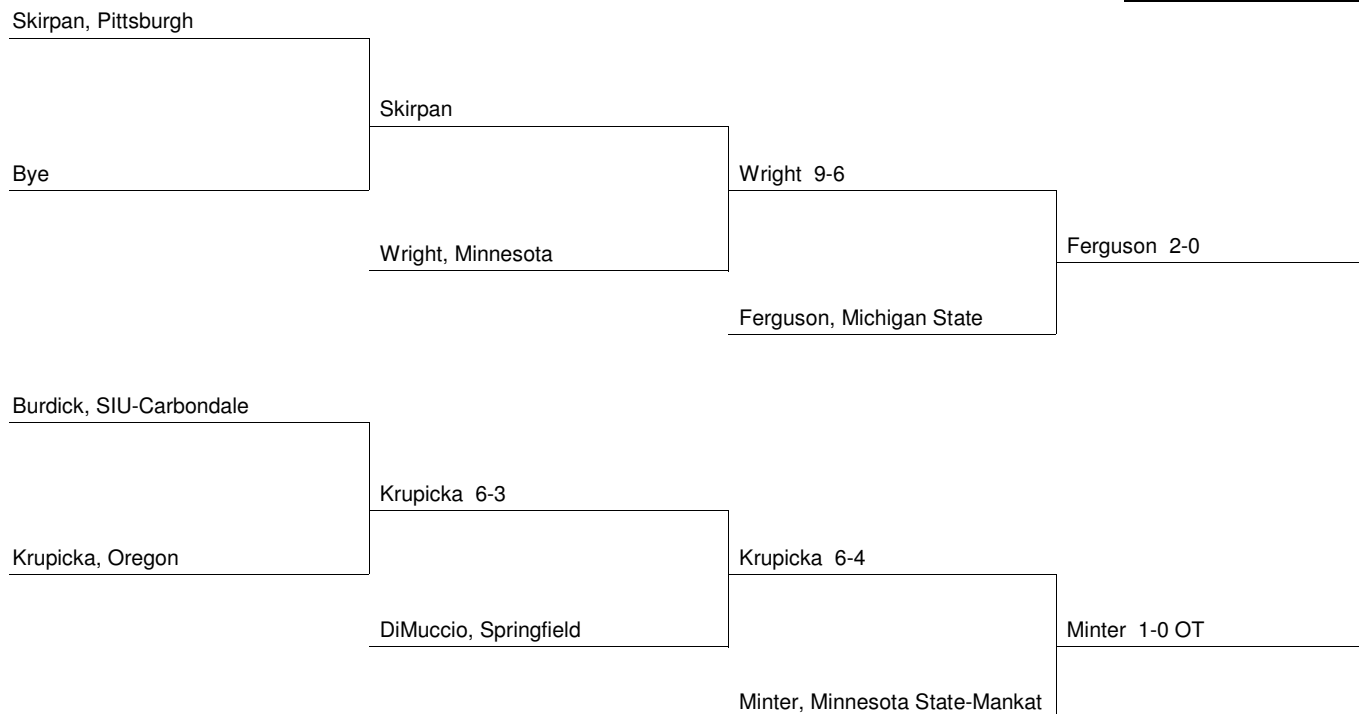 Skirpan, Pittsburgh
Skirpan
Bye
Wright 9-6
Wright, Minnesota
Ferguson 2-0
Ferguson, Michigan State
Burdick, SIU-Carbondale
Krupicka 6-3
Krupicka, Oregon
Krupicka 6-4
DiMuccio, Springfield
Minter 1-0 OT
Minter, Minnesota State-Mankat